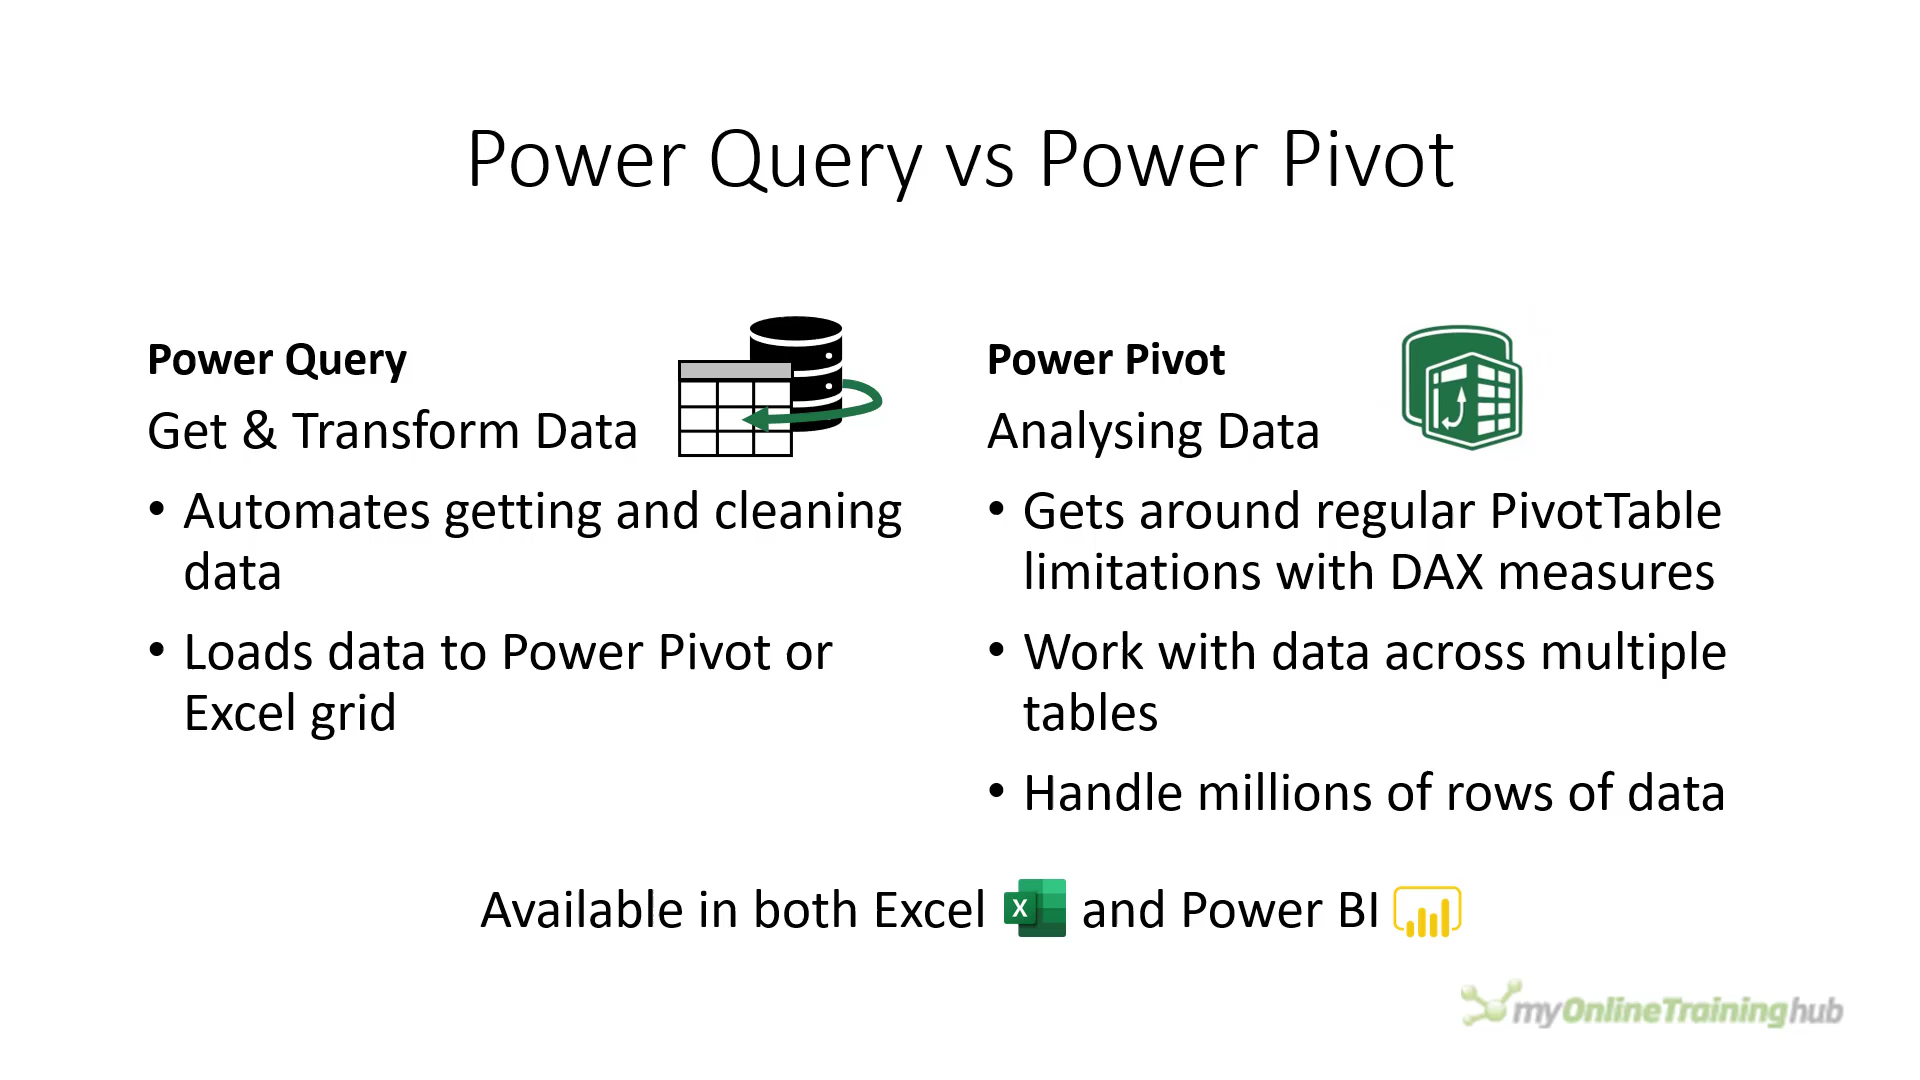 Power Query vs Power Pivot
Power Query
Get & Transform Data
• Automates getting and cleaning
data
• Loads data to Power Pivot or
Excel grid
Power Pivot
Analysing Data
• Gets around regular PivotTable
limitations with DAX measures
• Work with data across multiple
tables
• Handle millions of rows of data
Available in both Excel X and Power BI
myOnlineTraininghub